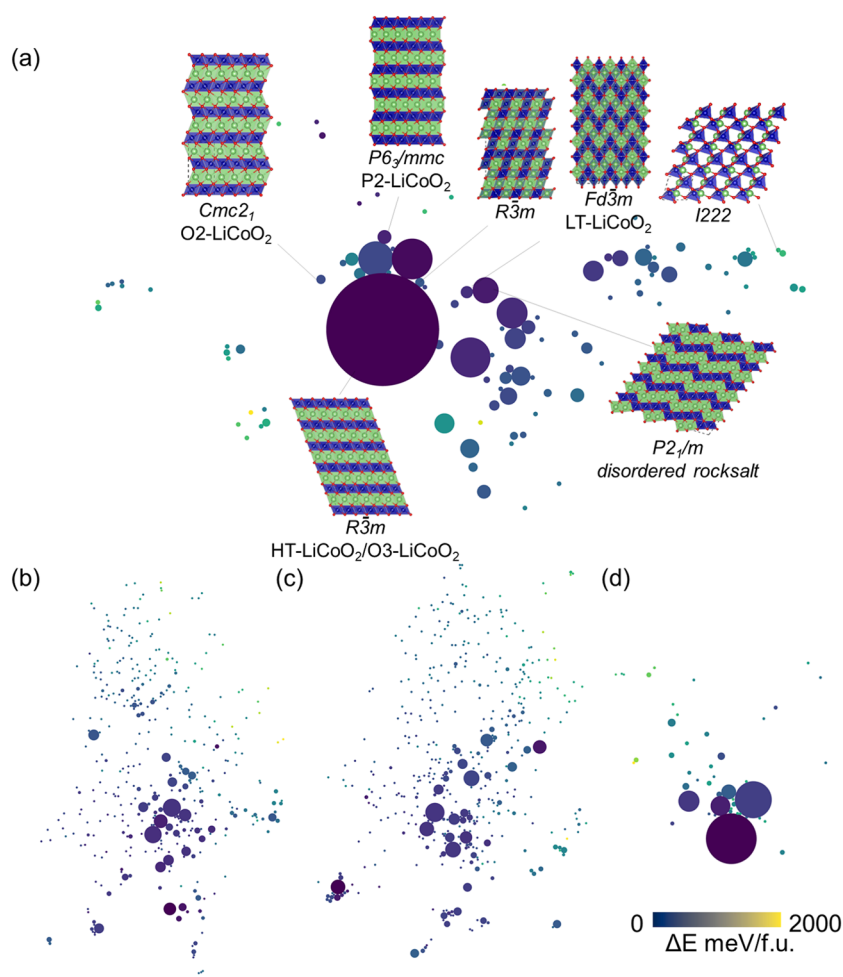 (a)
P6₃/mmc
P2-LiCoO₂
Cmc2₁
O2-LiCoO₂
R3̄m
Fd3̄m
LT-LiCoO₂
I222
P2₁/m
disordered rocksalt
R3̄m
HT-LiCoO₂/O3-LiCoO₂
(b)
(c)
(d)
0
2000
ΔE meV/f.u.